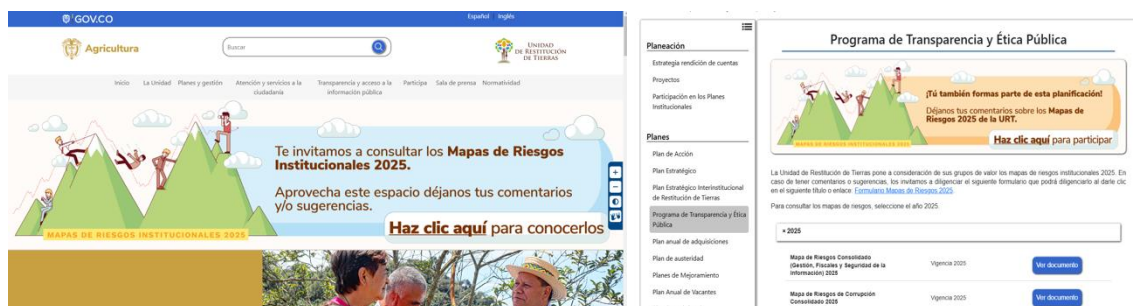 GOV.CO
Español
Inglés
Agricultura
Buscar
UNIDAD
DE RESTITUCIÓN
DE TIERRAS
Inicio La Unidad Planes y gestión Atención y servicios a la ciudadanía Transparencia y acceso a la información pública Participa Sala de prensa Normatividad
Te invitamos a consultar los Mapas de Riesgos
Institucionales 2025.
Aprovecha este espacio déjanos tus comentarios
y/o sugerencias.
Haz clic aquí para conocerlos
MAPAS DE RIESGOS INSTITUCIONALES 2025
Planeación
Estrategia rendición de cuentas
Proyectos
Participación en los Planes
Institucionales
Planes
Plan de Acción
Plan Estratégico
Plan Estratégico Interinstitucional
de Restitución de Tierras
Programa de Transparencia y Ética
Pública
Plan anual de adquisiciones
Plan de austeridad
Planes de Mejoramiento
Plan Anual de Vacantes
Programa de Transparencia y Ética Pública
¡Tú también formas parte de esta planificación!
Déjanos tus comentarios sobre los Mapas de
Riesgos 2025 de la URT.
Haz clic aquí para participar
MAPAS DE RIESGOS INSTITUCIONALES 2025
La Unidad de Restitución de Tierras pone a consideración de sus grupos de valor los mapas de riesgos institucionales 2025. En
caso de tener comentarios o sugerencias, los invitamos a diligenciar el siguiente formulario que podrá diligenciarlo al darle clic
en el siguiente título o enlace: Formulario Mapas de Riesgos 2025.
Para consultar los mapas de riesgos, seleccione el año 2025.
2025
Mapa de Riesgos Consolidado
(Gestión, Fiscales y Seguridad de la
Información) 2025
Vigencia 2025
Ver documento
Mapa de Riesgos de Corrupción
Consolidado 2025
Vigencia 2025
Ver documento